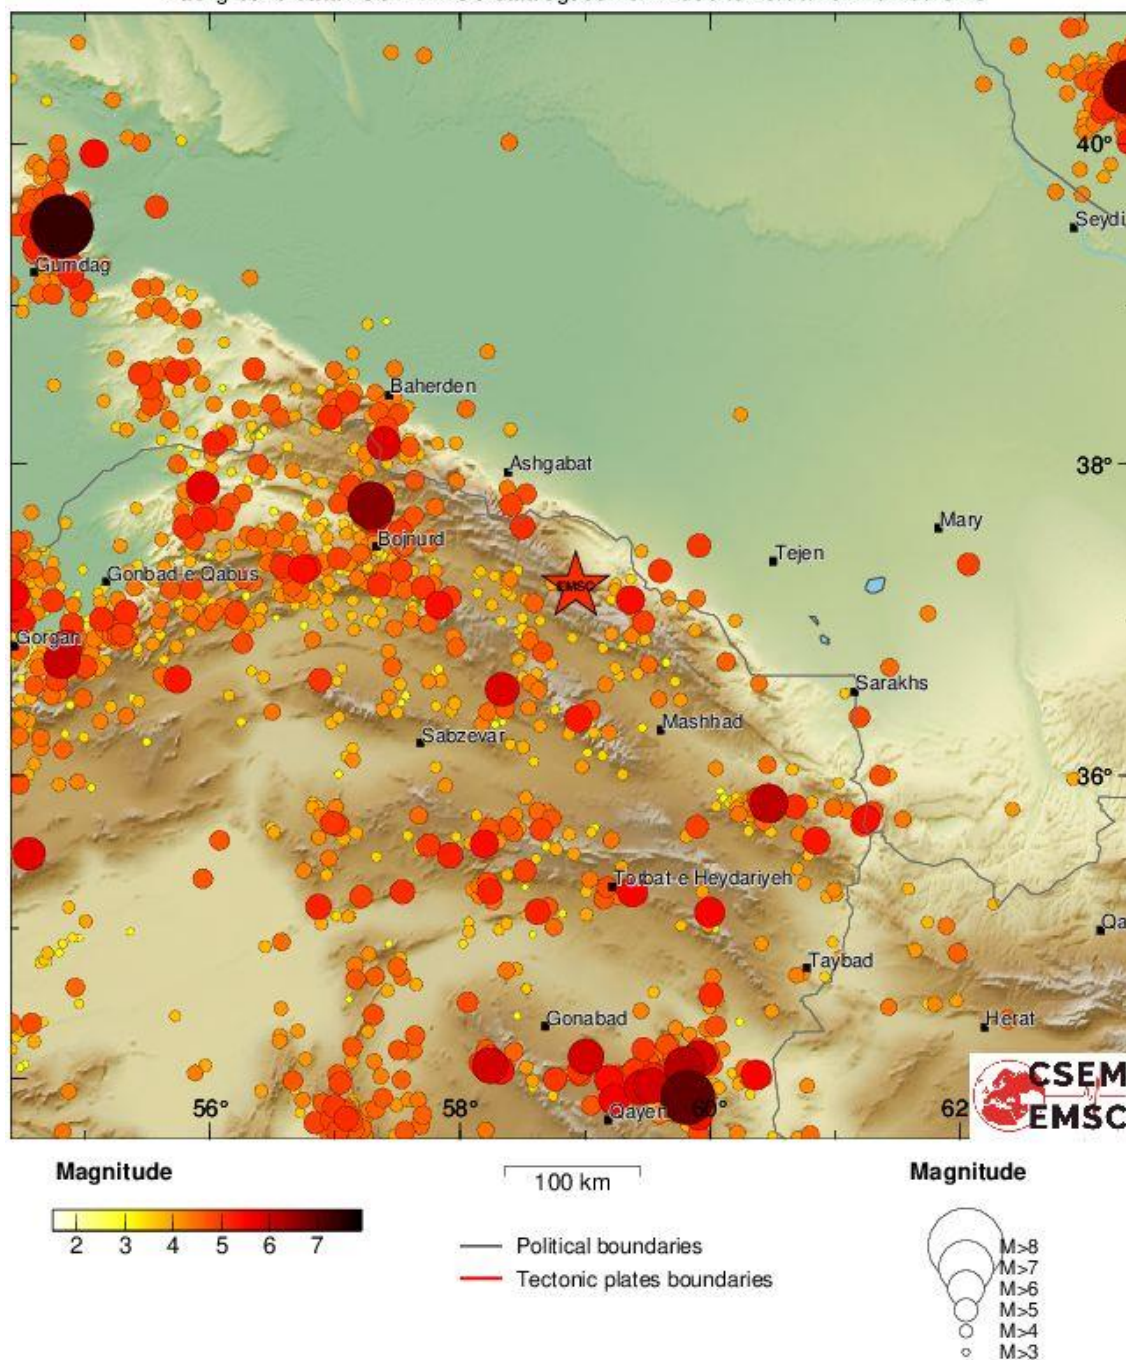 40°
Seydi
Gumdag
Baherden
Ashgabat
38°
Mary
Bojnurd
Tejen
EMSC
Gonbad-e Qabus
Gorgan
Sarakhs
Mashhad
Sabzevar
36°
Torbat-e Heydariyeh
Qa
Taybad
Gonabad
Herat
CSEM
EMSC
56°
58°
60°
62
Qayen
Magnitude
2 3 4 5 6 7
100 km
Political boundaries
Tectonic plates boundaries
Magnitude
M>8
M>7
M>6
M>5
M>4
M>3